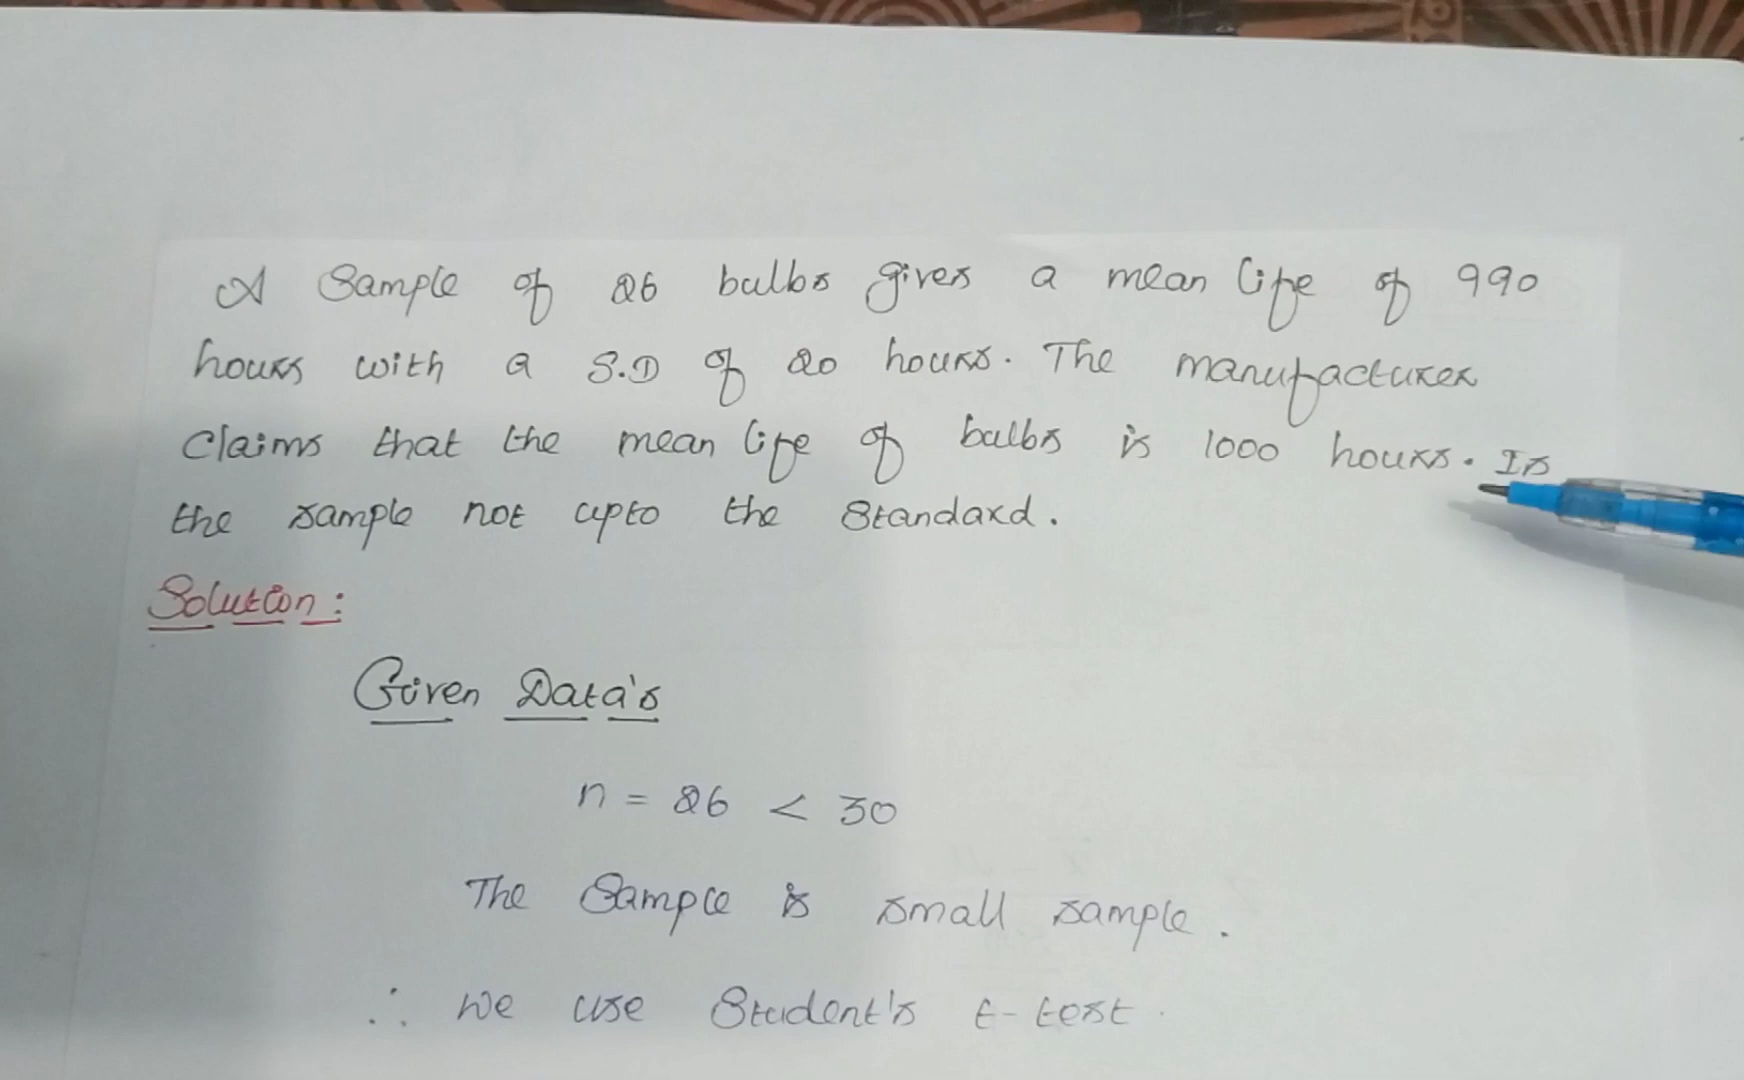 A Sample of 26 bulbs gives a mean life of 990
hours with a S.D of 20 hours. The manufacturer
Claims that the mean life of bulbs is 1000 hours. Is
the sample not upto the Standard.
Solution:
Given Data's
n = 26 < 30
The Sample is small sample.
∴ we use Student's t-test.